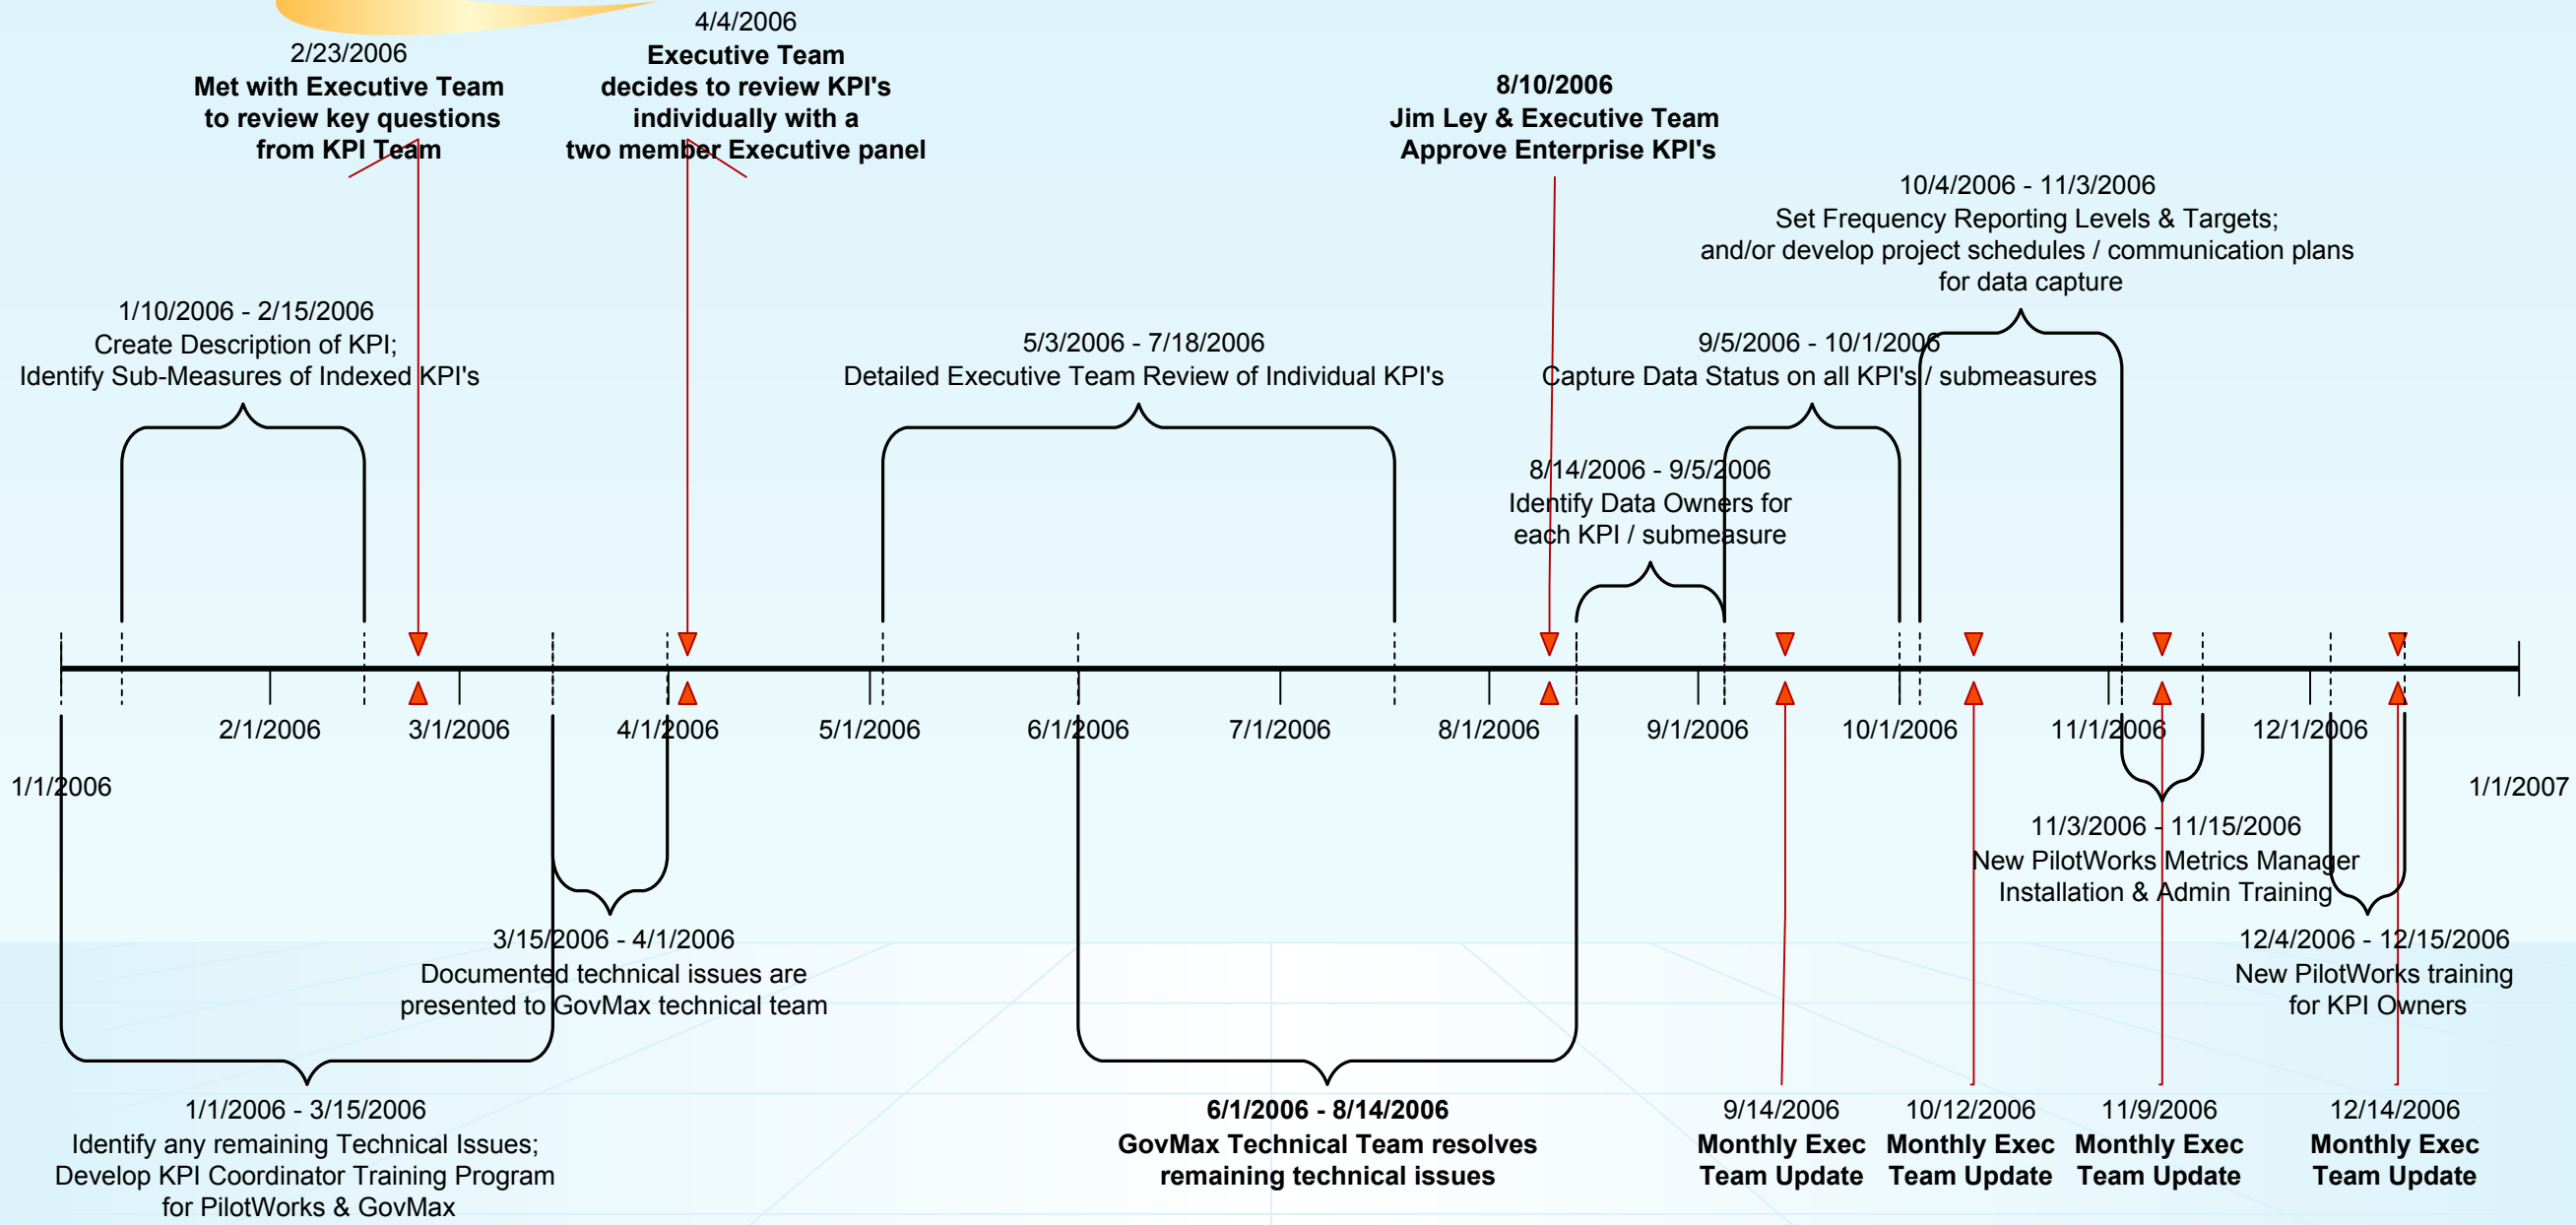 2/23/2006
Met with Executive Team
to review key questions
from KPI Team
4/4/2006
Executive Team
decides to review KPI's
individually with a
two member Executive panel
8/10/2006
Jim Ley & Executive Team
Approve Enterprise KPI's
10/4/2006 - 11/3/2006
Set Frequency Reporting Levels & Targets;
and/or develop project schedules / communication plans
for data capture
1/10/2006 - 2/15/2006
Create Description of KPI;
Identify Sub-Measures of Indexed KPI's
5/3/2006 - 7/18/2006
Detailed Executive Team Review of Individual KPI's
9/5/2006 - 10/1/2006
Capture Data Status on all KPI's / submeasures
8/14/2006 - 9/5/2006
Identify Data Owners for
each KPI / submeasure
2/1/2006
3/1/2006
4/1/2006
5/1/2006
6/1/2006
7/1/2006
8/1/2006
9/1/2006
10/1/2006
11/1/2006
12/1/2006
1/1/2006
1/1/2007
11/3/2006 - 11/15/2006
New PilotWorks Metrics Manager
Installation & Admin Training
3/15/2006 - 4/1/2006
Documented technical issues are
presented to GovMax technical team
12/4/2006 - 12/15/2006
New PilotWorks training
for KPI Owners
1/1/2006 - 3/15/2006
Identify any remaining Technical Issues;
Develop KPI Coordinator Training Program
for PilotWorks & GovMax
6/1/2006 - 8/14/2006
GovMax Technical Team resolves
remaining technical issues
9/14/2006
Monthly Exec
Team Update
10/12/2006
Monthly Exec
Team Update
11/9/2006
Monthly Exec
Team Update
12/14/2006
Monthly Exec
Team Update